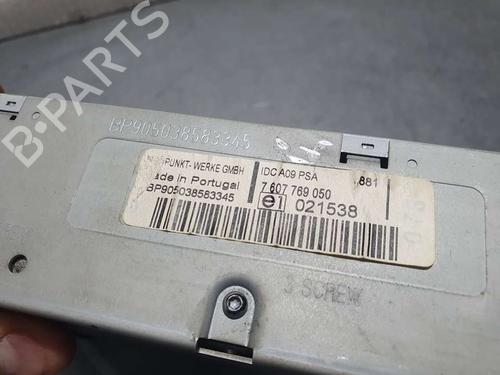 BP905038583345
PUNKT- WERKE GMBH
Made in Portugal
BP905038583345
IDC A09 PSA 881
7 607 769 050
e1 021538
3 SCREW
B-PARTS